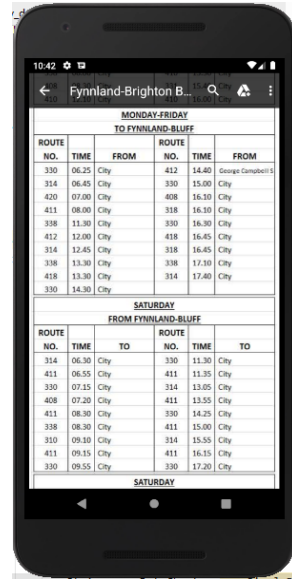 10:42
Fynnland-Brighton B...
MONDAY-FRIDAY
TO FYNNLAND-BLUFF
ROUTE NO. TIME FROM ROUTE NO. TIME FROM
330 06.25 City 412 14.40 George Campbell S
314 06.45 City 330 15.00 City
420 07.00 City 408 16.10 City
411 08.00 City 318 16.10 City
338 11.30 City 330 16.30 City
412 12.00 City 418 16.45 City
314 12.45 City 318 16.45 City
338 13.30 City 338 17.10 City
418 13.30 City 314 17.40 City
330 14.30 City
SATURDAY
FROM FYNNLAND-BLUFF
ROUTE NO. TIME TO ROUTE NO. TIME TO
314 06.30 City 330 11.30 City
411 06.55 City 411 11.35 City
330 07.15 City 314 13.05 City
408 07.20 City 411 13.55 City
411 08.30 City 330 14.25 City
338 08.30 City 411 15.00 City
310 09.10 City 314 15.55 City
411 09.15 City 411 16.15 City
330 09.55 City 330 17.20 City
SATURDAY